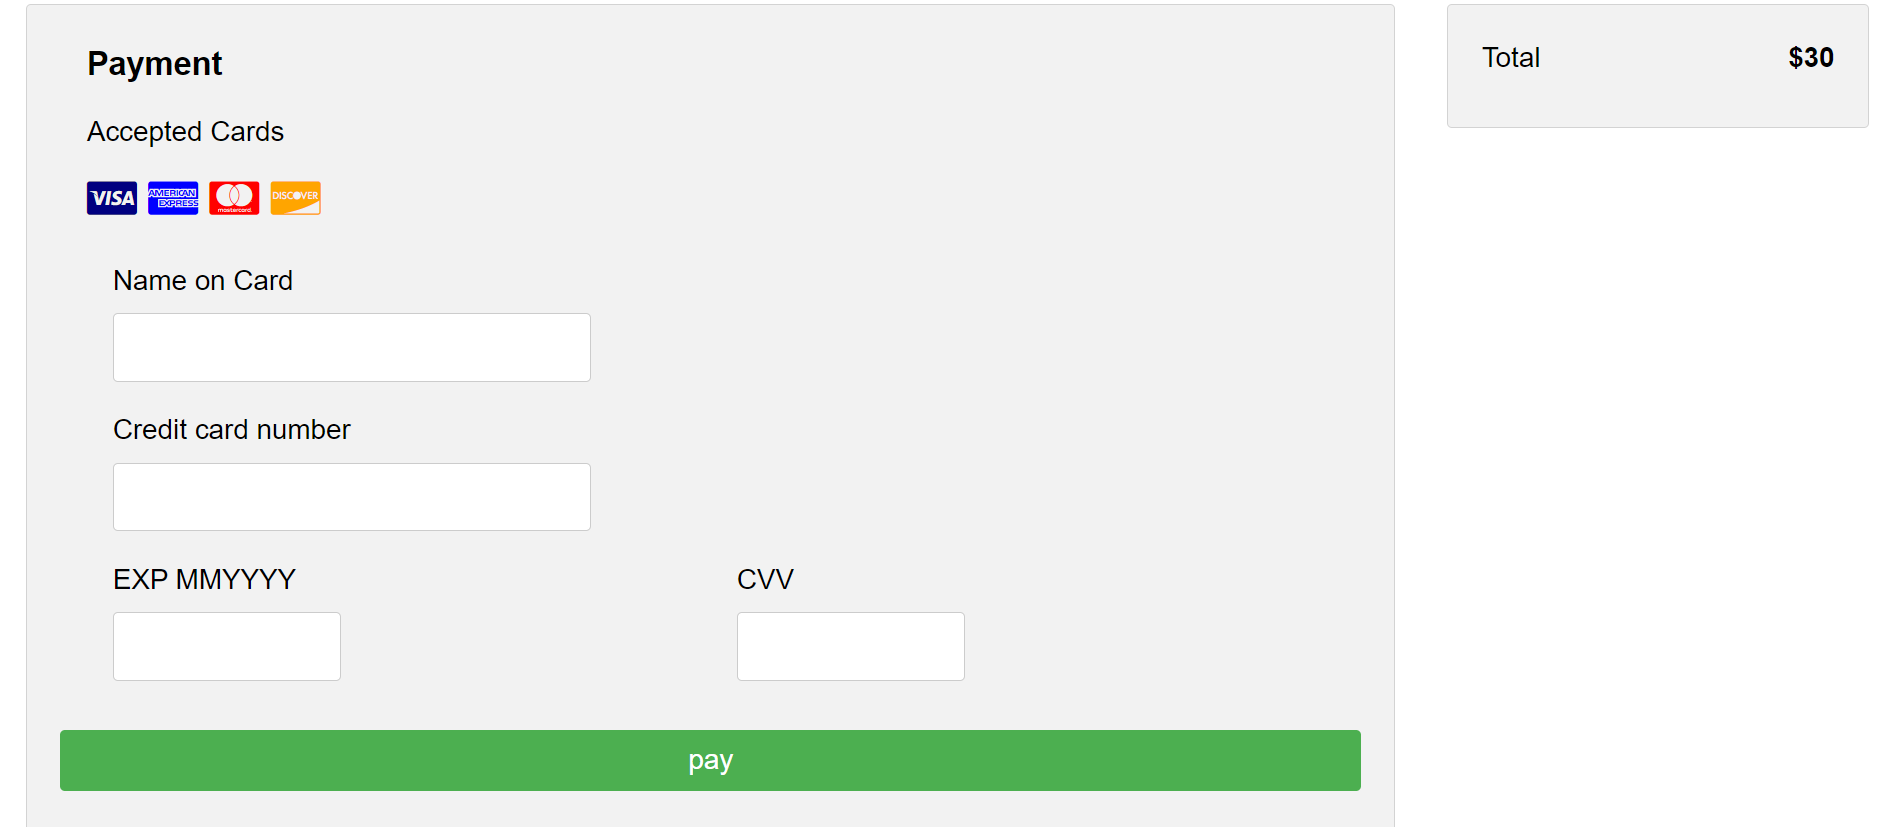 Payment
Accepted Cards
VISA AMERICAN EXPRESS mastercard DISCOVER
Name on Card
Credit card number
EXP MMYYYY CVV
pay
Total $30